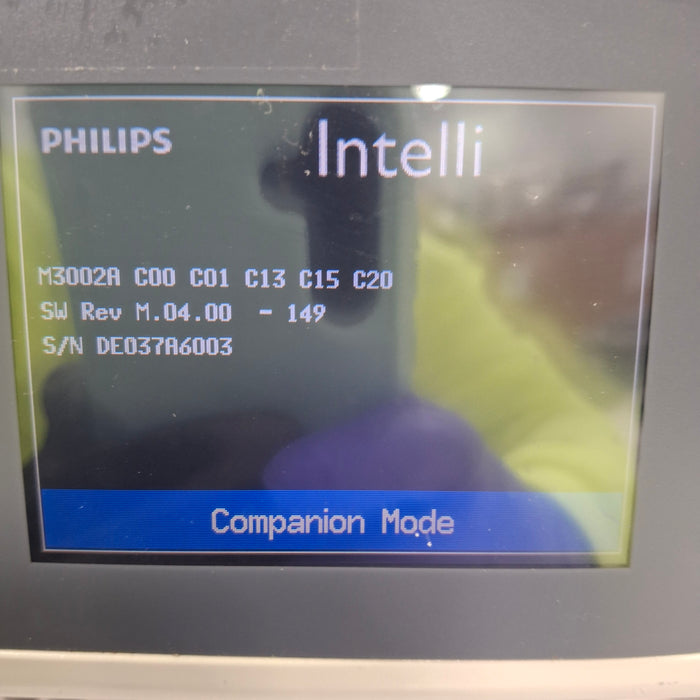 PHILIPS
Intelli
M3002A C00 C01 C13 C15 C20
SW Rev M.04.00 - 149
S/N DE037A6003
Companion Mode